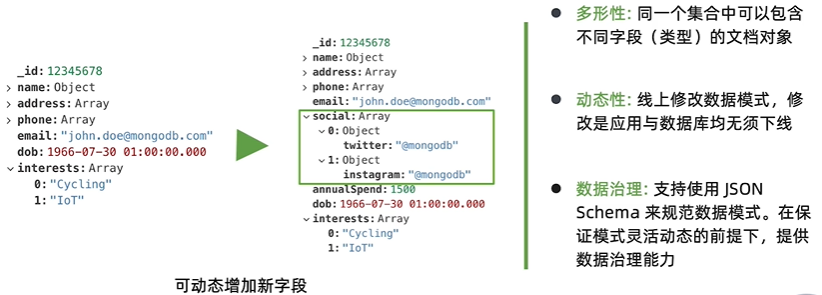 _id: 12345678
> name: Object
> address: Array
> phone: Array
email: "john.doe@mongodb.com"
dob: 1966-07-30 01:00:00.000
interests: Array
0: "Cycling"
1: "IoT"
_id: 12345678
> name: Object
> address: Array
> phone: Array
email: "john.doe@mongodb.com"
social: Array
0: Object
twitter: "@mongodb"
1: Object
instagram: "@mongodb"
annualSpend: 1500
dob: 1966-07-30 01:00:00.000
interests: Array
0: "Cycling"
1: "IoT"
可动态增加新字段
● 多形性: 同一个集合中可以包含
不同字段（类型）的文档对象
● 动态性: 线上修改数据模式，修
改是应用与数据库均无须下线
● 数据治理: 支持使用 JSON
Schema 来规范数据模式。在保
证模式灵活动态的前提下，提供
数据治理能力